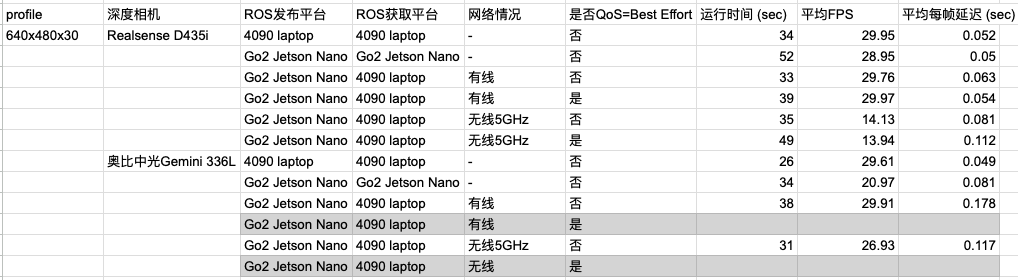 profile 深度相机 ROS发布平台 ROS获取平台 网络情况 是否QoS=Best Effort 运行时间 (sec) 平均FPS 平均每帧延迟 (sec)
640x480x30 Realsense D435i 4090 laptop 4090 laptop - 否 34 29.95 0.052
Go2 Jetson Nano Go2 Jetson Nano - 否 52 28.95 0.05
Go2 Jetson Nano 4090 laptop 有线 否 33 29.76 0.063
Go2 Jetson Nano 4090 laptop 有线 是 39 29.97 0.054
Go2 Jetson Nano 4090 laptop 无线5GHz 否 35 14.13 0.081
Go2 Jetson Nano 4090 laptop 无线5GHz 是 49 13.94 0.112
奥比中光Gemini 336L 4090 laptop 4090 laptop - 否 26 29.61 0.049
Go2 Jetson Nano Go2 Jetson Nano - 否 34 20.97 0.081
Go2 Jetson Nano 4090 laptop 有线 否 38 29.91 0.178
Go2 Jetson Nano 4090 laptop 有线 是
Go2 Jetson Nano 4090 laptop 无线5GHz 否 31 26.93 0.117
Go2 Jetson Nano 4090 laptop 无线 是